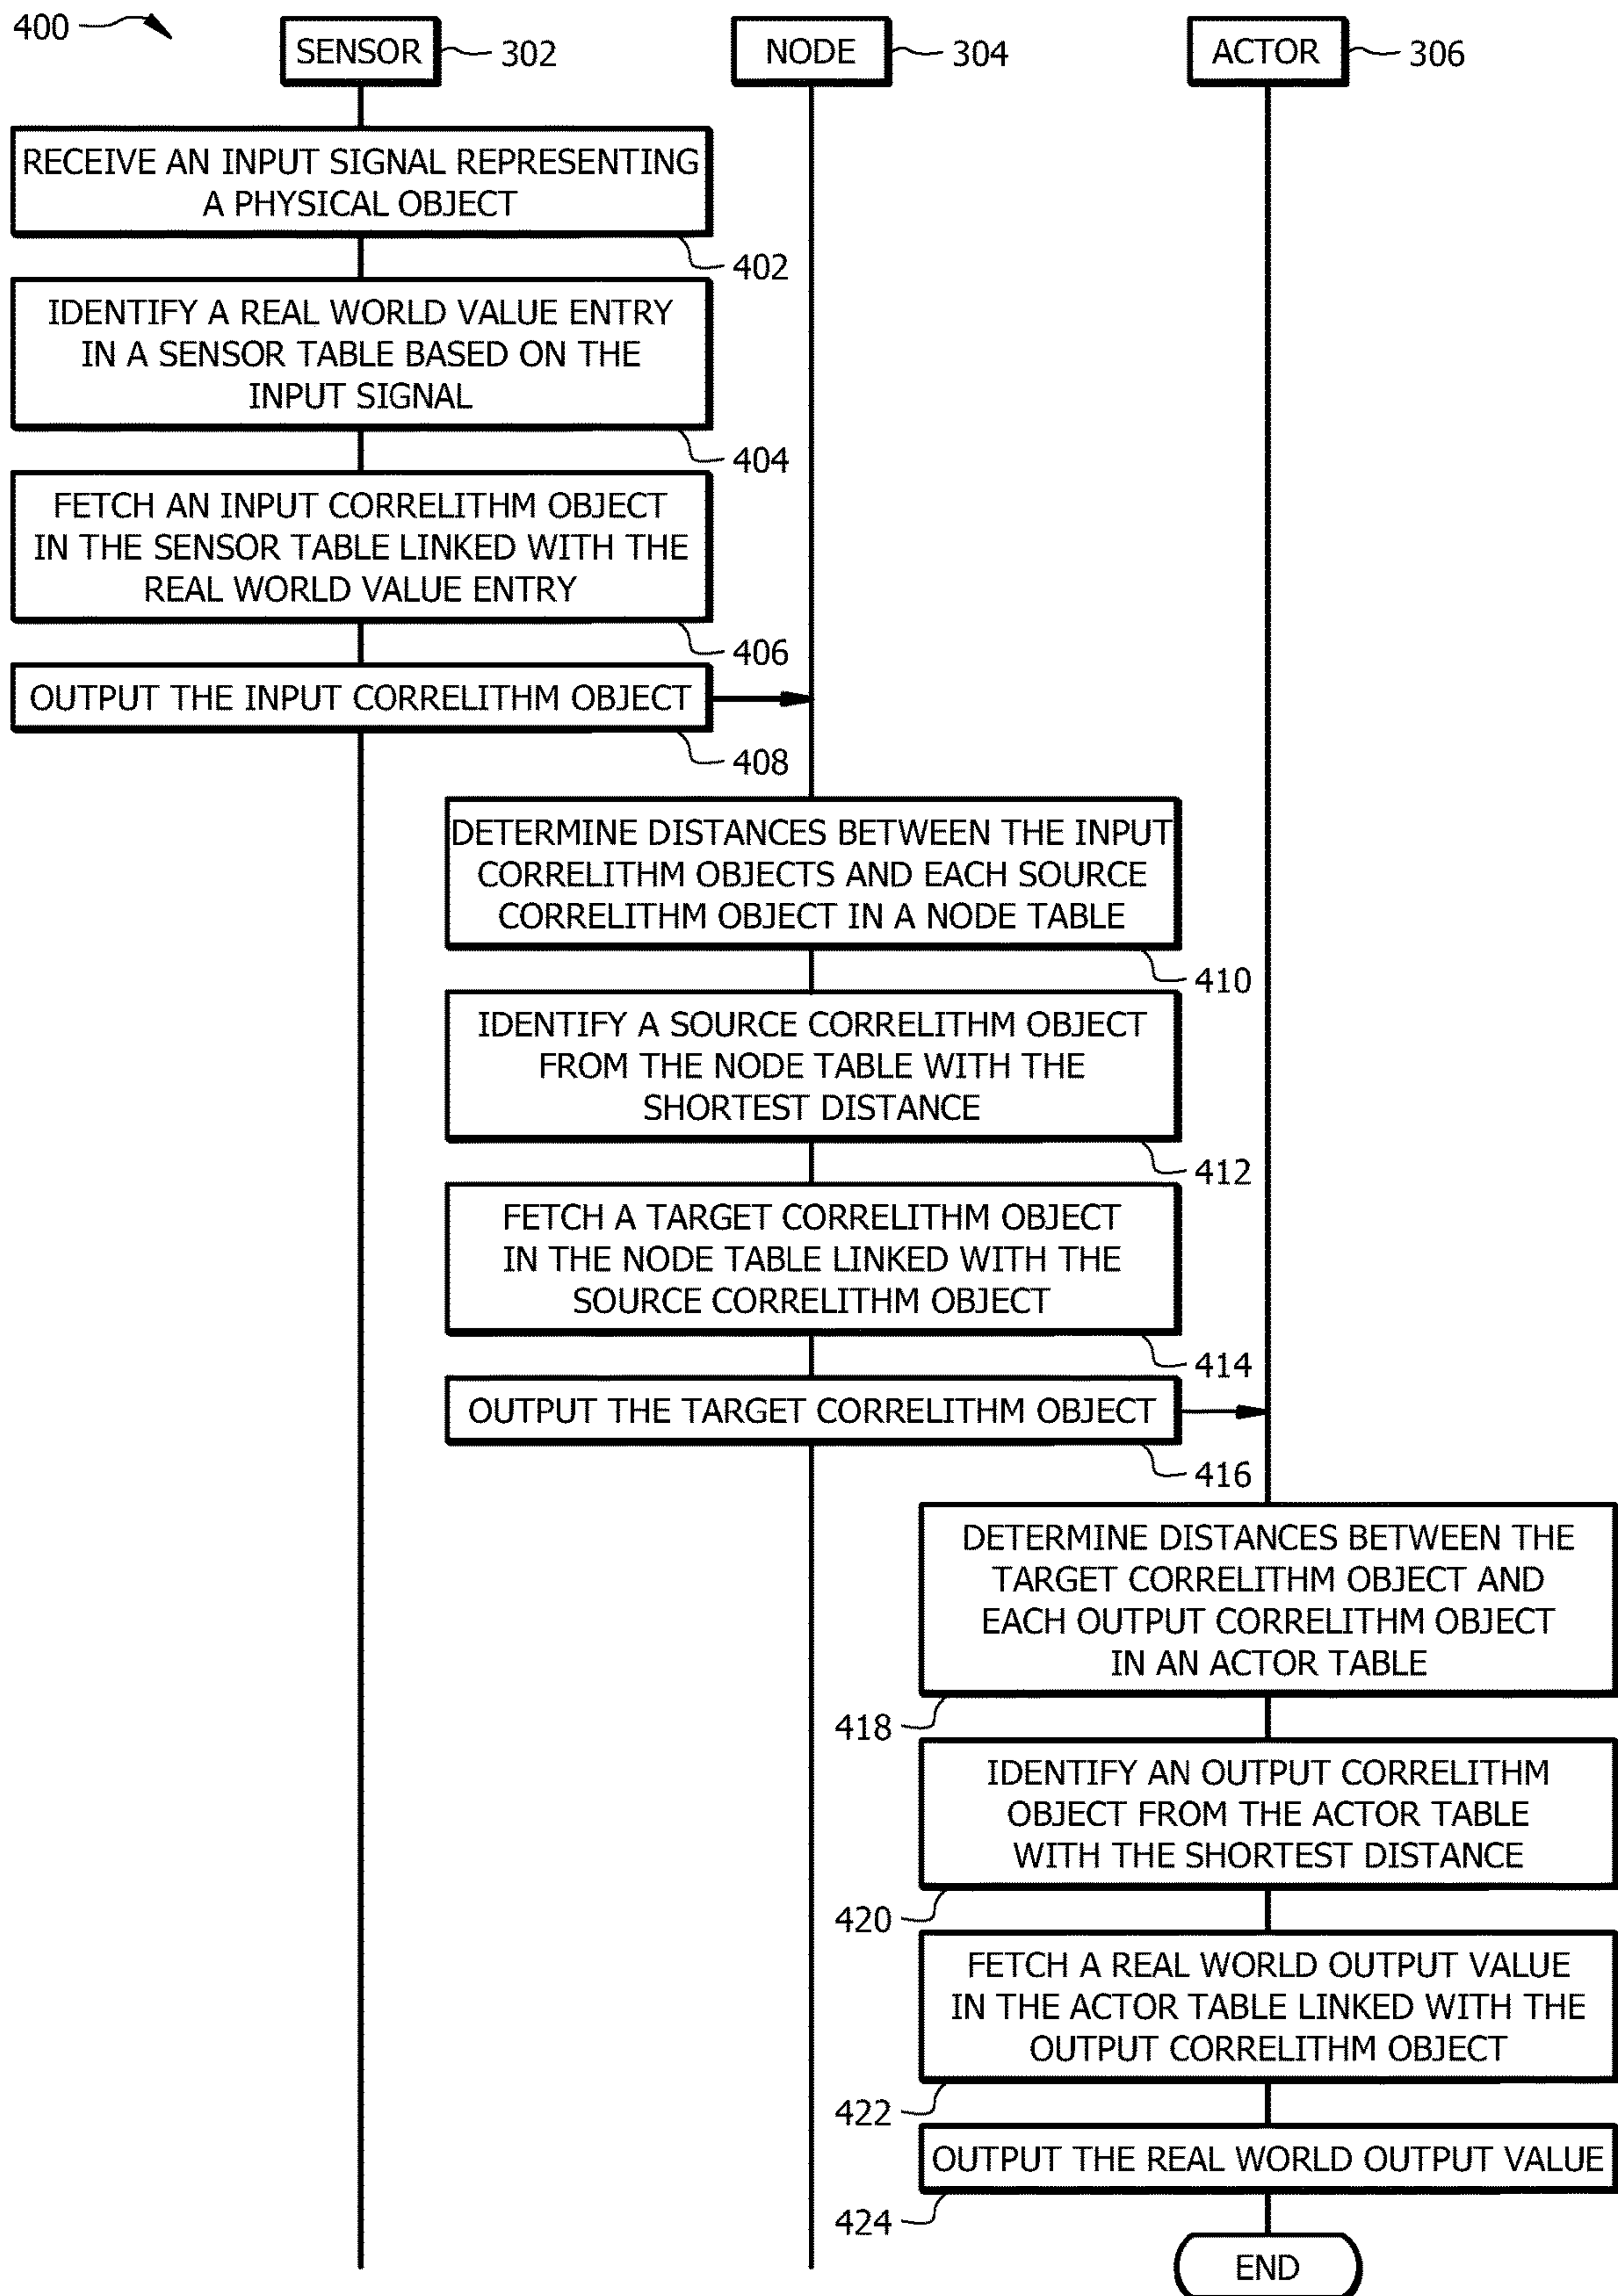 400
SENSOR
302
NODE
304
ACTOR
306
RECEIVE AN INPUT SIGNAL REPRESENTING
A PHYSICAL OBJECT
402
IDENTIFY A REAL WORLD VALUE ENTRY
IN A SENSOR TABLE BASED ON THE
INPUT SIGNAL
404
FETCH AN INPUT CORRELITHM OBJECT
IN THE SENSOR TABLE LINKED WITH THE
REAL WORLD VALUE ENTRY
406
OUTPUT THE INPUT CORRELITHM OBJECT
408
DETERMINE DISTANCES BETWEEN THE INPUT
CORRELITHM OBJECTS AND EACH SOURCE
CORRELITHM OBJECT IN A NODE TABLE
410
IDENTIFY A SOURCE CORRELITHM OBJECT
FROM THE NODE TABLE WITH THE
SHORTEST DISTANCE
412
FETCH A TARGET CORRELITHM OBJECT
IN THE NODE TABLE LINKED WITH THE
SOURCE CORRELITHM OBJECT
414
OUTPUT THE TARGET CORRELITHM OBJECT
416
DETERMINE DISTANCES BETWEEN THE
TARGET CORRELITHM OBJECT AND
EACH OUTPUT CORRELITHM OBJECT
IN AN ACTOR TABLE
418
IDENTIFY AN OUTPUT CORRELITHM
OBJECT FROM THE ACTOR TABLE
WITH THE SHORTEST DISTANCE
420
FETCH A REAL WORLD OUTPUT VALUE
IN THE ACTOR TABLE LINKED WITH THE
OUTPUT CORRELITHM OBJECT
422
OUTPUT THE REAL WORLD OUTPUT VALUE
424
END